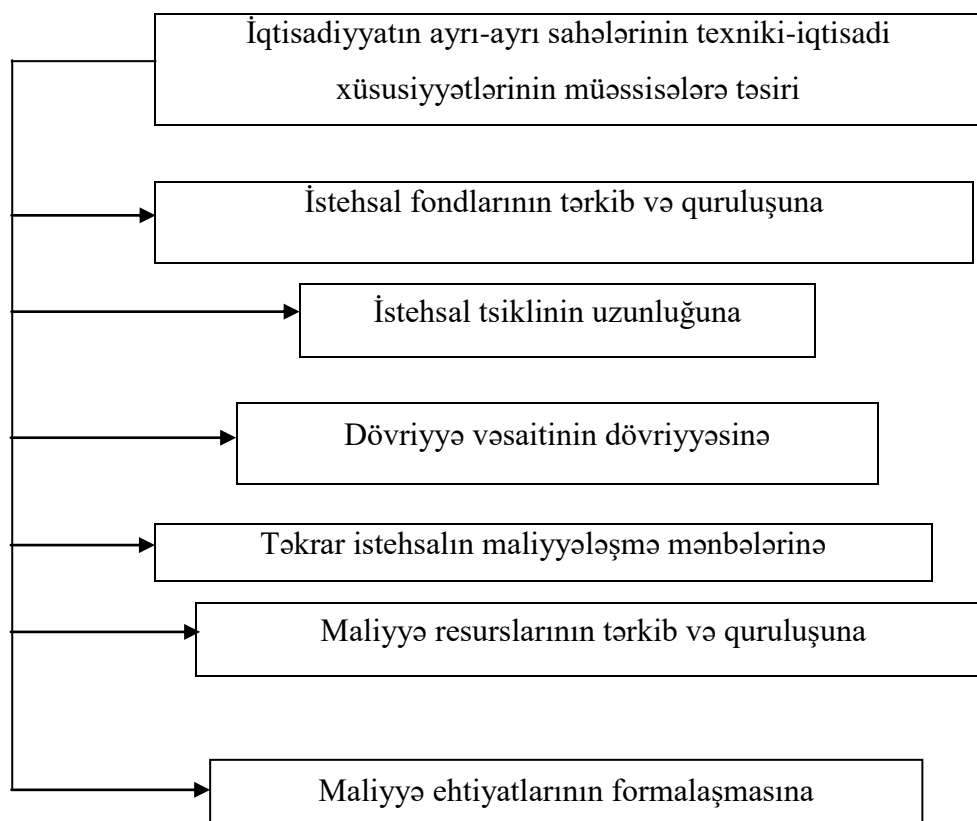 İqtisadiyyatın ayrı-ayrı sahələrinin texniki-iqtisadi
xüsusiyyətlərinin müəssisələrə təsiri
İstehsal fondlarının tərkib və quruluşuna
İstehsal tsiklinin uzunluğuna
Dövriyyə vəsaitinin dövriyyəsinə
Təkrar istehsalın maliyyələşmə mənbələrinə
Maliyyə resurslarının tərkib və quruluşuna
Maliyyə ehtiyatlarının formalaşmasına